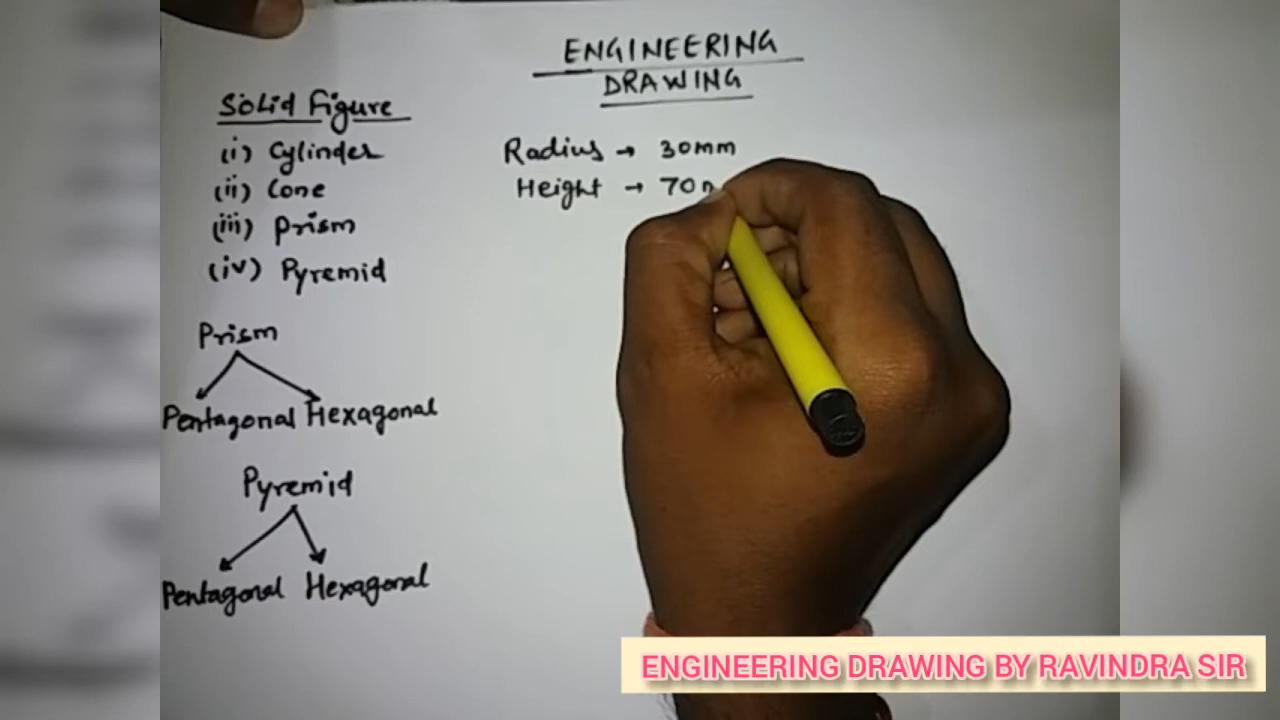 ENGINEERING
DRAWING
Solid Figure
(i) Cylinder
(ii) Cone
(iii) Prism
(iv) Pyremid
Radius → 30mm
Height → 70
Prism
Pentagonal Hexagonal
Pyremid
Pentagonal Hexagonal
ENGINEERING DRAWING BY RAVINDRA SIR